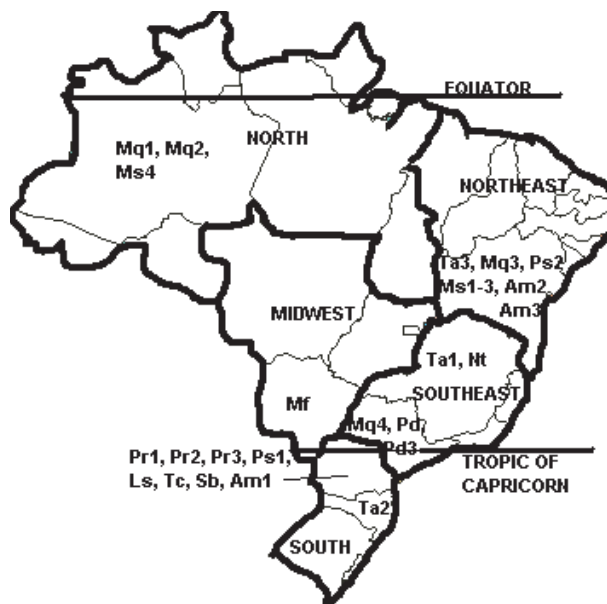 EQUATOR
Mq1, Mq2,
Ms4
NORTH
NORTHEAST
Ta3, Mq3, Ps2
Ms1-3, Am2,
Am3
MIDWEST
Ta1, Nt
SOUTHEAST
Mf
Mq4, Pd,
Pd3
Pr1, Pr2, Pr3, Ps1,
Ls, Tc, Sb, Am1
TROPIC OF
CAPRICORN
Ta2
SOUTH